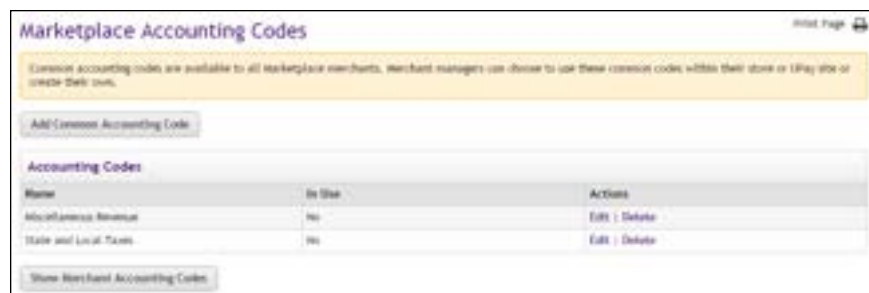 Marketplace Accounting Codes
Print Page
Common accounting codes are available to all Marketplace merchants. Merchant managers can choose to use these common codes within their store or UPay site or
create their own.
Add Common Accounting Code
Accounting Codes
Name In Use Actions
Miscellaneous Revenue No Edit | Delete
State and Local Taxes No Edit | Delete
Show Merchant Accounting Codes